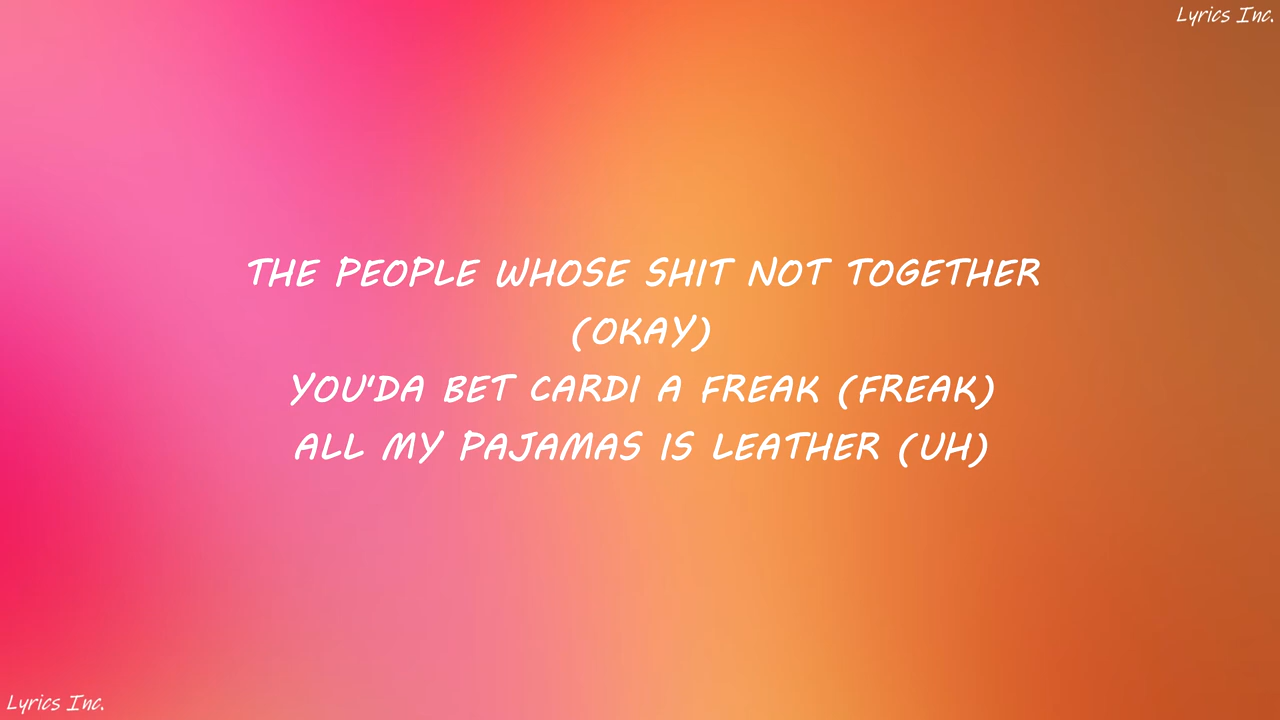 Lyrics Inc.
THE PEOPLE WHOSE SHIT NOT TOGETHER
(OKAY)
YOU'DA BET CARDI A FREAK (FREAK)
ALL MY PAJAMAS IS LEATHER (UH)
Lyrics Inc.